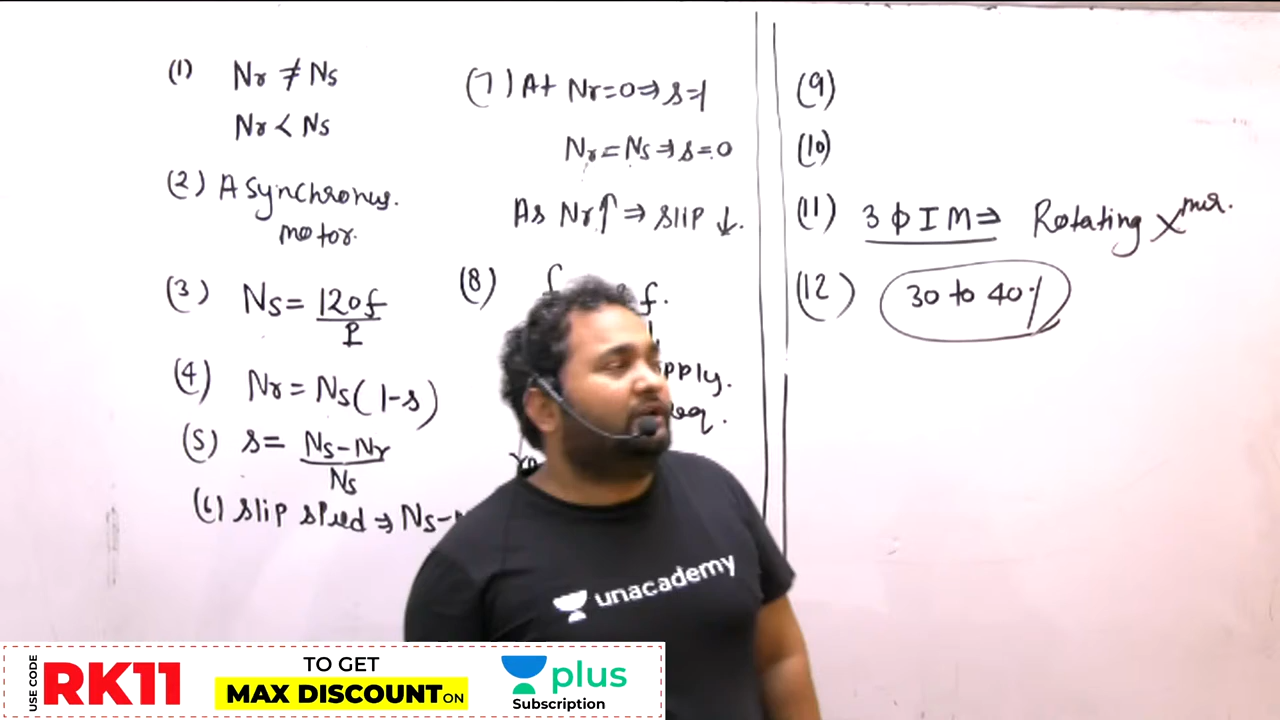 (1) Nr ≠ Ns
Nr < Ns
(2) Asynchronus.
motor.
(3) Ns = 120f/P
(4) Nr = Ns(1-s)
(5) s = Ns-Nr/Ns
(6) slip speed ⇒ Ns-
(7) At Nr=0 ⇒ s=1
Nr = Ns ⇒ s=0
As Nr↑ ⇒ slip ↓.
(8) f.
pply.
eq.
(9)
(10)
(11) 3 ϕ I M ⇒ Rotating Xmer.
(12) 30 to 40%
unacademy
USE CODE RK11
TO GET
MAX DISCOUNT ON
plus
Subscription